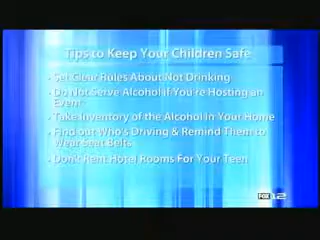 Tips to Keep Your Children Safe
• Set Clear Rules About Not Drinking
• Do Not Serve Alcohol if You're Hosting an
Event
• Take Inventory of the Alcohol In Your Home
• Find out Who's Driving & Remind Them to
Wear Seat Belts
• Don't Rent Hotel Rooms For Your Teen
FOX 12